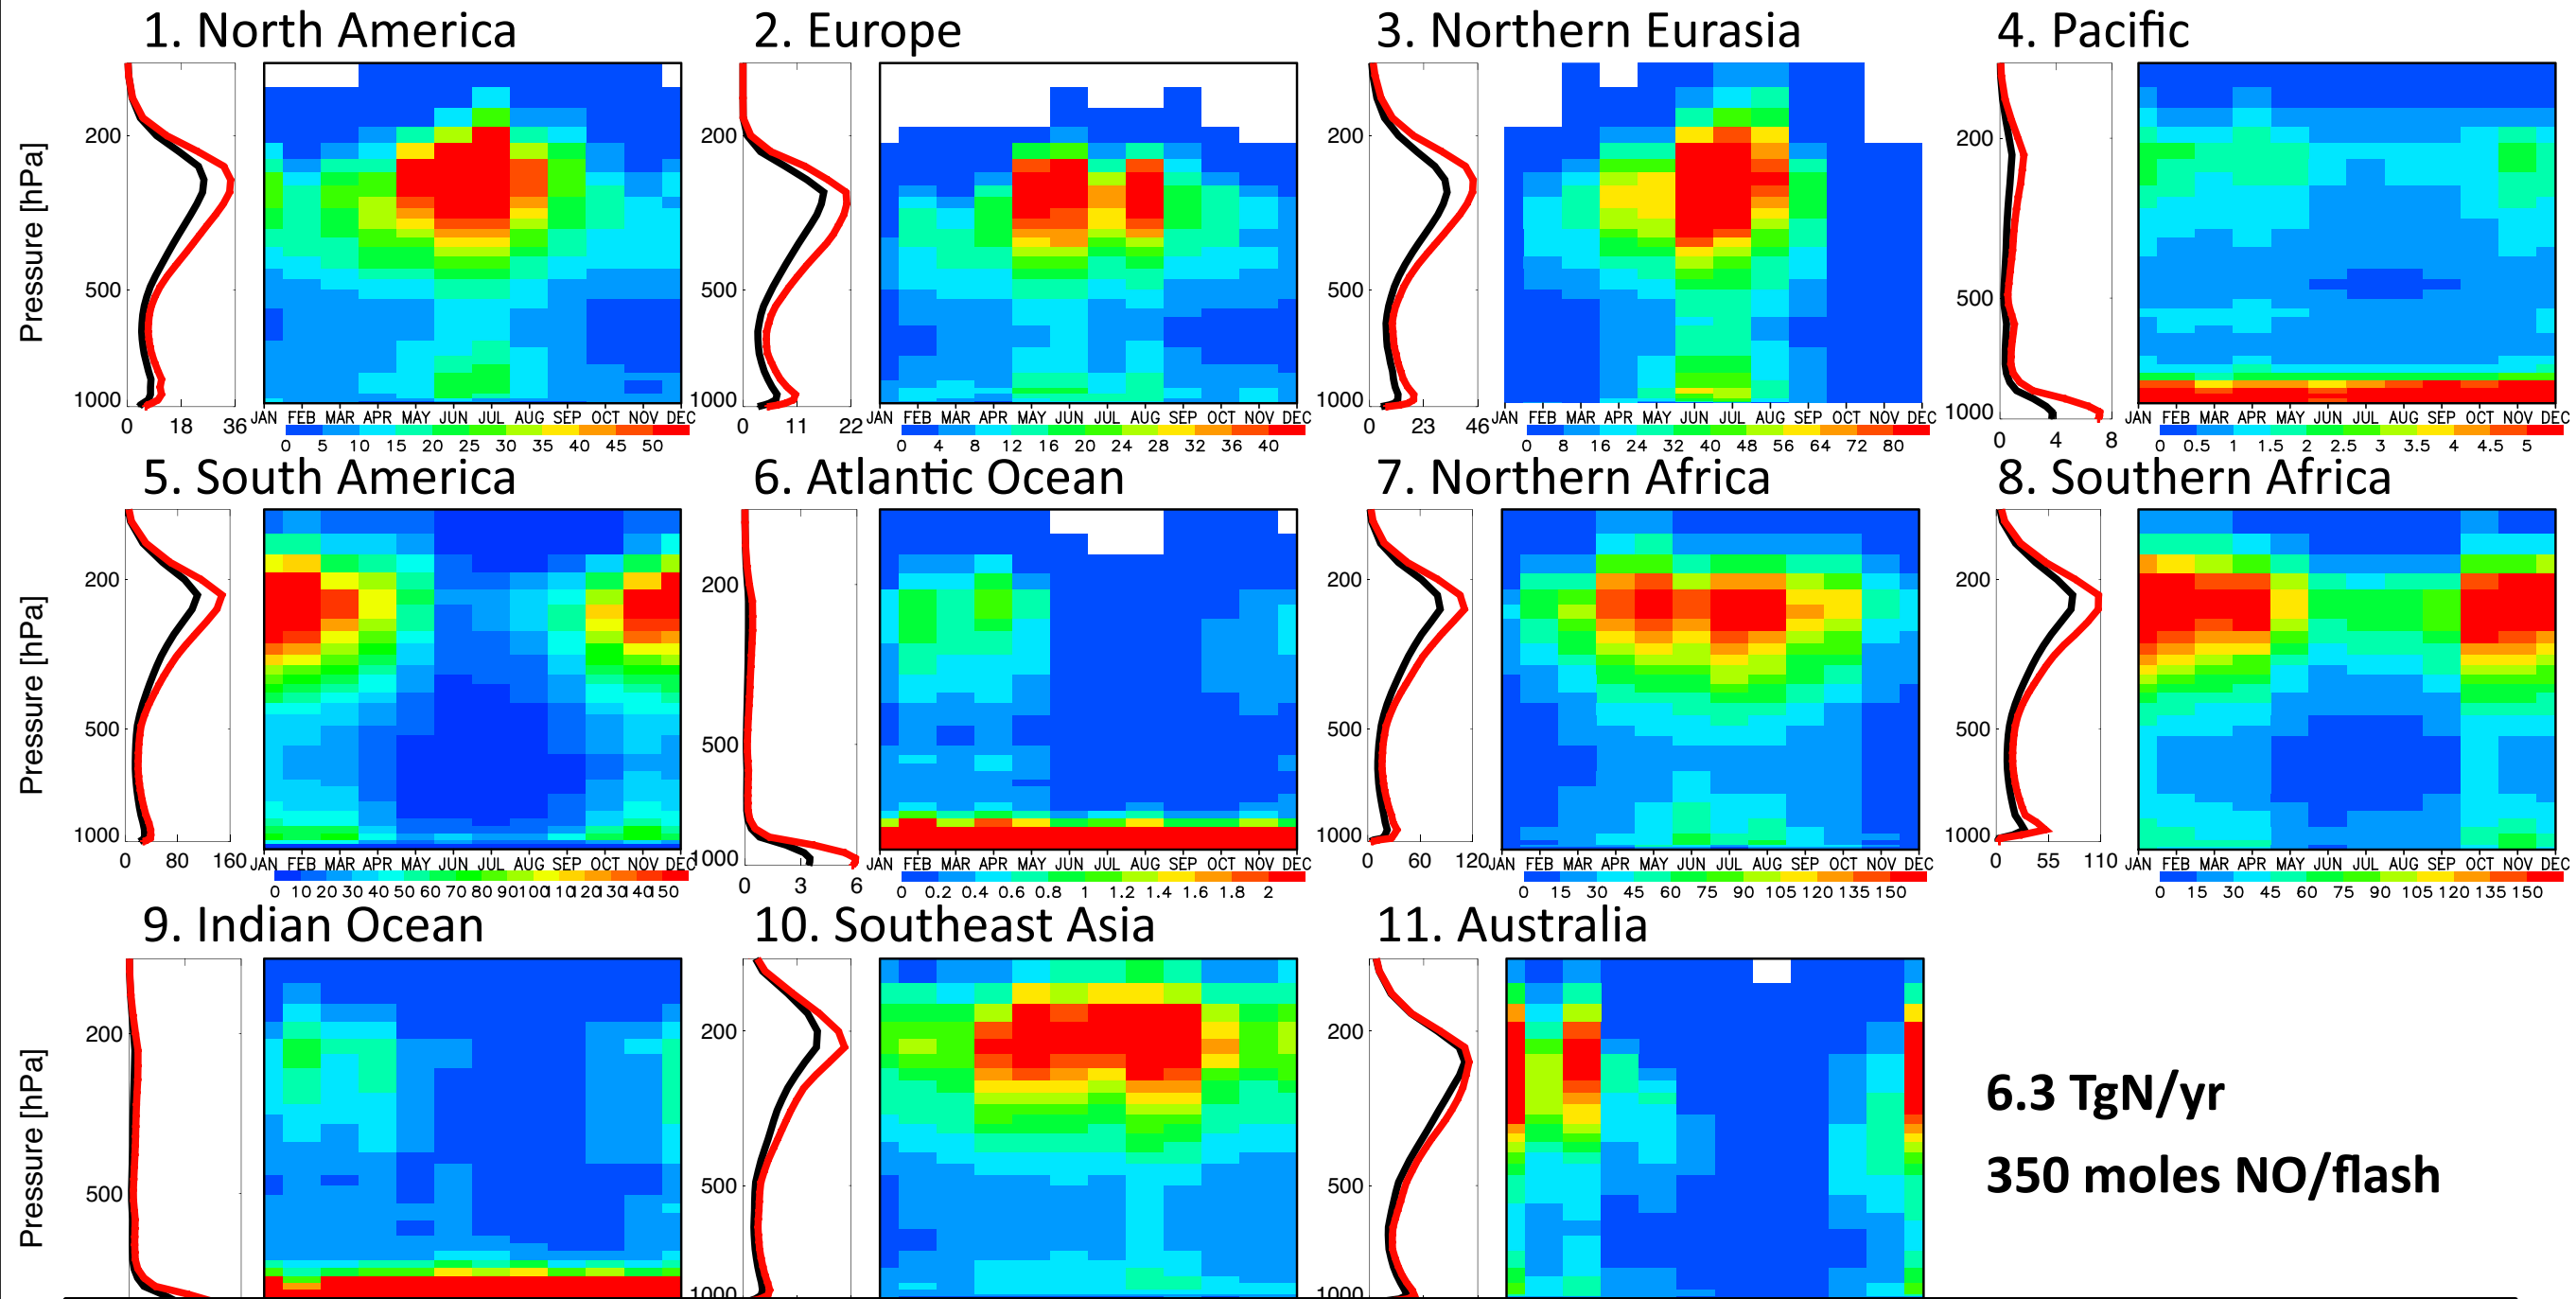 1. North America
2. Europe
3. Northern Eurasia
4. Pacific
Pressure [hPa]
200
500
1000
JAN FEB MAR APR MAY JUN JUL AUG SEP OCT NOV DEC
0 18 36
0 5 10 15 20 25 30 35 40 45 50
200
500
1000
JAN FEB MAR APR MAY JUN JUL AUG SEP OCT NOV DEC
0 11 22
0 4 8 12 16 20 24 28 32 36 40
200
500
1000
JAN FEB MAR APR MAY JUN JUL AUG SEP OCT NOV DEC
0 23 46
0 8 16 24 32 40 48 56 64 72 80
200
500
1000
JAN FEB MAR APR MAY JUN JUL AUG SEP OCT NOV DEC
0 4 8
0 0.5 1 1.5 2 2.5 3 3.5 4 4.5 5
5. South America
6. Atlantic Ocean
7. Northern Africa
8. Southern Africa
Pressure [hPa]
200
500
1000
JAN FEB MAR APR MAY JUN JUL AUG SEP OCT NOV DEC
0 80 160
0 10 20 30 40 50 60 70 80 90 100 110 120 130 140 150
200
500
1000
JAN FEB MAR APR MAY JUN JUL AUG SEP OCT NOV DEC
0 3 6
0 0.2 0.4 0.6 0.8 1 1.2 1.4 1.6 1.8 2
200
500
1000
JAN FEB MAR APR MAY JUN JUL AUG SEP OCT NOV DEC
0 60 120
0 15 30 45 60 75 90 105 120 135 150
200
500
1000
JAN FEB MAR APR MAY JUN JUL AUG SEP OCT NOV DEC
0 55 110
0 15 30 45 60 75 90 105 120 135 150
9. Indian Ocean
10. Southeast Asia
11. Australia
Pressure [hPa]
200
500
200
500
1000
200
500
1000
6.3 TgN/yr
350 moles NO/flash